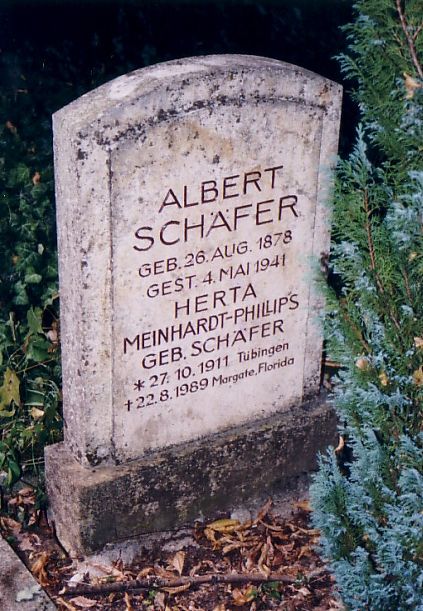 ALBERT
SCHÄFER
GEB. 26. AUG. 1878
GEST. 4. MAI 1941
HERTA
MEINHARDT-PHILLIPS
GEB. SCHÄFER
* 27. 10. 1911 Tübingen
† 22. 8. 1989 Margate, Florida